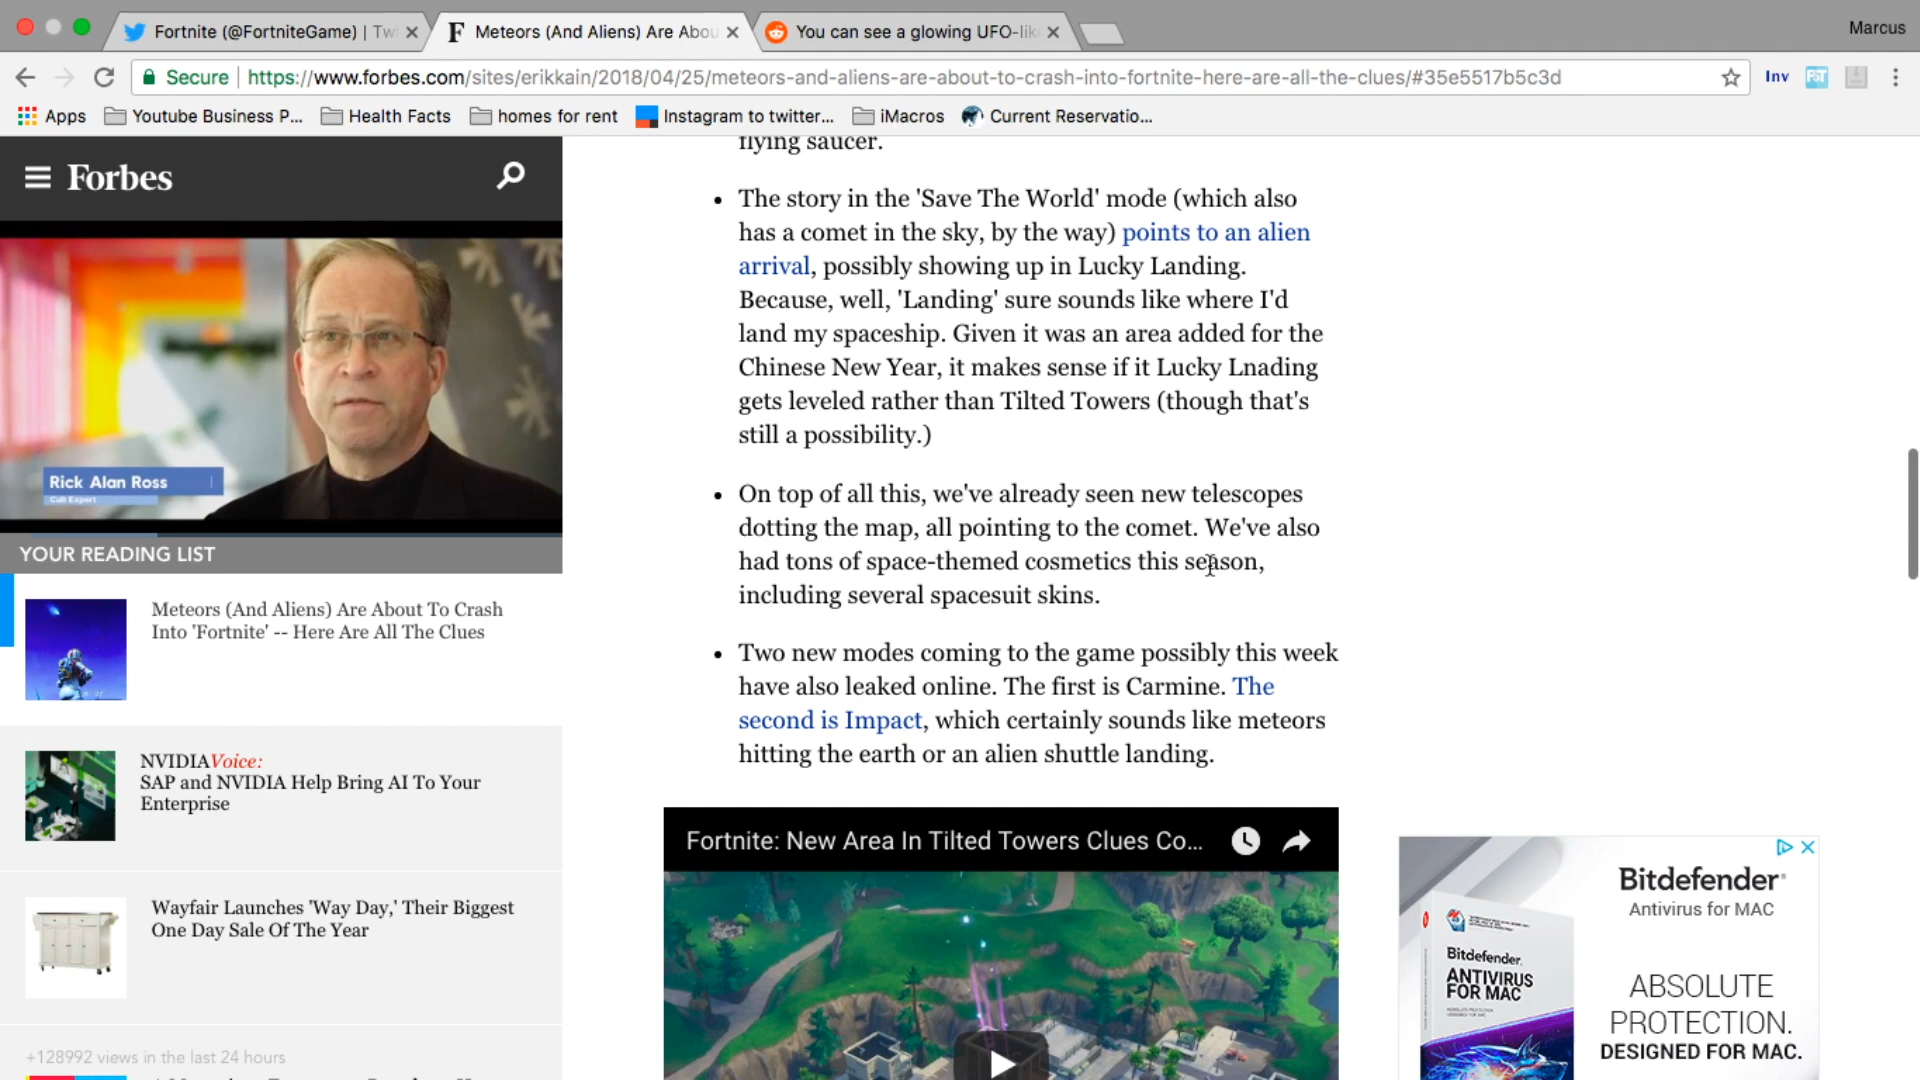 Fortnite (@FortniteGame) | Tw
Meteors (And Aliens) Are Abou
You can see a glowing UFO-lik
Marcus
Secure
https://www.forbes.com/sites/erikkain/2018/04/25/meteors-and-aliens-are-about-to-crash-into-fortnite-here-are-all-the-clues/#35e5517b5c3d
Inv
Apps
Youtube Business P...
Health Facts
homes for rent
Instagram to twitter...
iMacros
Current Reservatio...
Forbes
Rick Alan Ross
Cult Expert
YOUR READING LIST
Meteors (And Aliens) Are About To Crash
Into 'Fortnite' -- Here Are All The Clues
NVIDIAVoice:
SAP and NVIDIA Help Bring AI To Your
Enterprise
Wayfair Launches 'Way Day,' Their Biggest
One Day Sale Of The Year
+128992 views in the last 24 hours
flying saucer.
• The story in the 'Save The World' mode (which also
has a comet in the sky, by the way) points to an alien
arrival, possibly showing up in Lucky Landing.
Because, well, 'Landing' sure sounds like where I'd
land my spaceship. Given it was an area added for the
Chinese New Year, it makes sense if it Lucky Lnading
gets leveled rather than Tilted Towers (though that's
still a possibility.)
• On top of all this, we've already seen new telescopes
dotting the map, all pointing to the comet. We've also
had tons of space-themed cosmetics this season,
including several spacesuit skins.
• Two new modes coming to the game possibly this week
have also leaked online. The first is Carmine. The
second is Impact, which certainly sounds like meteors
hitting the earth or an alien shuttle landing.
Fortnite: New Area In Tilted Towers Clues Co...
Bitdefender
Antivirus for MAC
Bitdefender
ANTIVIRUS
FOR MAC
ABSOLUTE
PROTECTION.
DESIGNED FOR MAC.